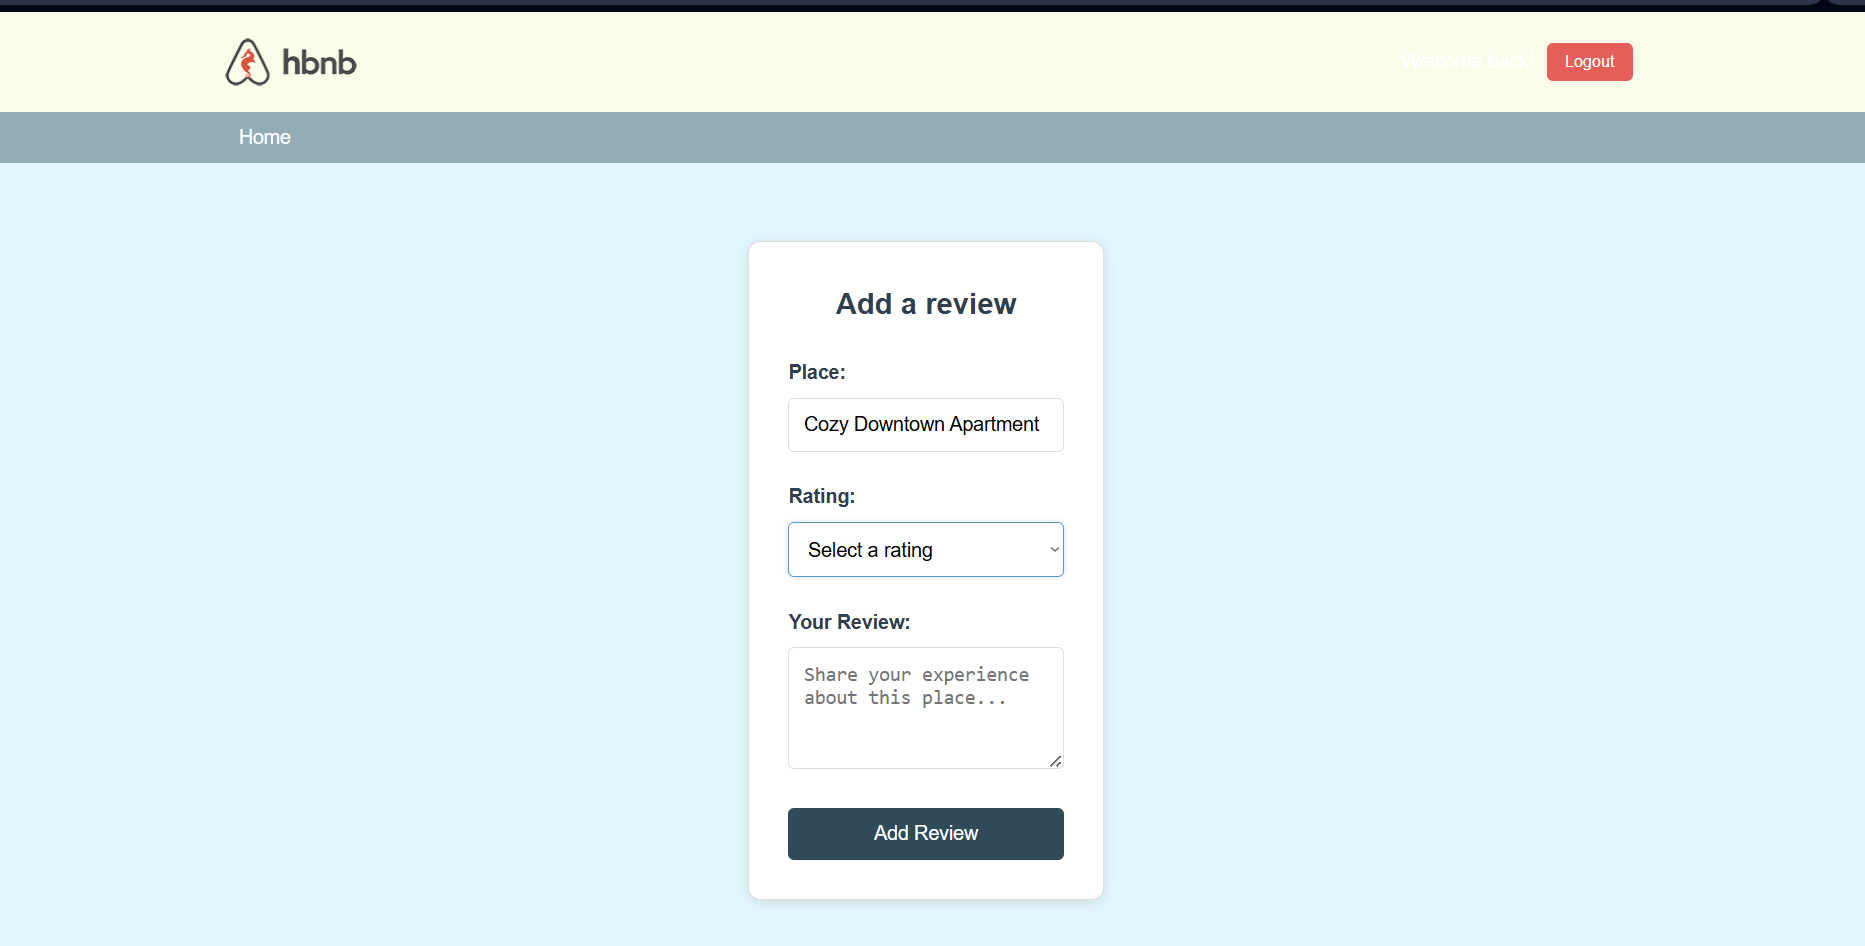 hbnb
Welcome back!
Logout
Home
Add a review
Place:
Cozy Downtown Apartment
Rating:
Select a rating
Your Review:
Share your experience
about this place...
Add Review